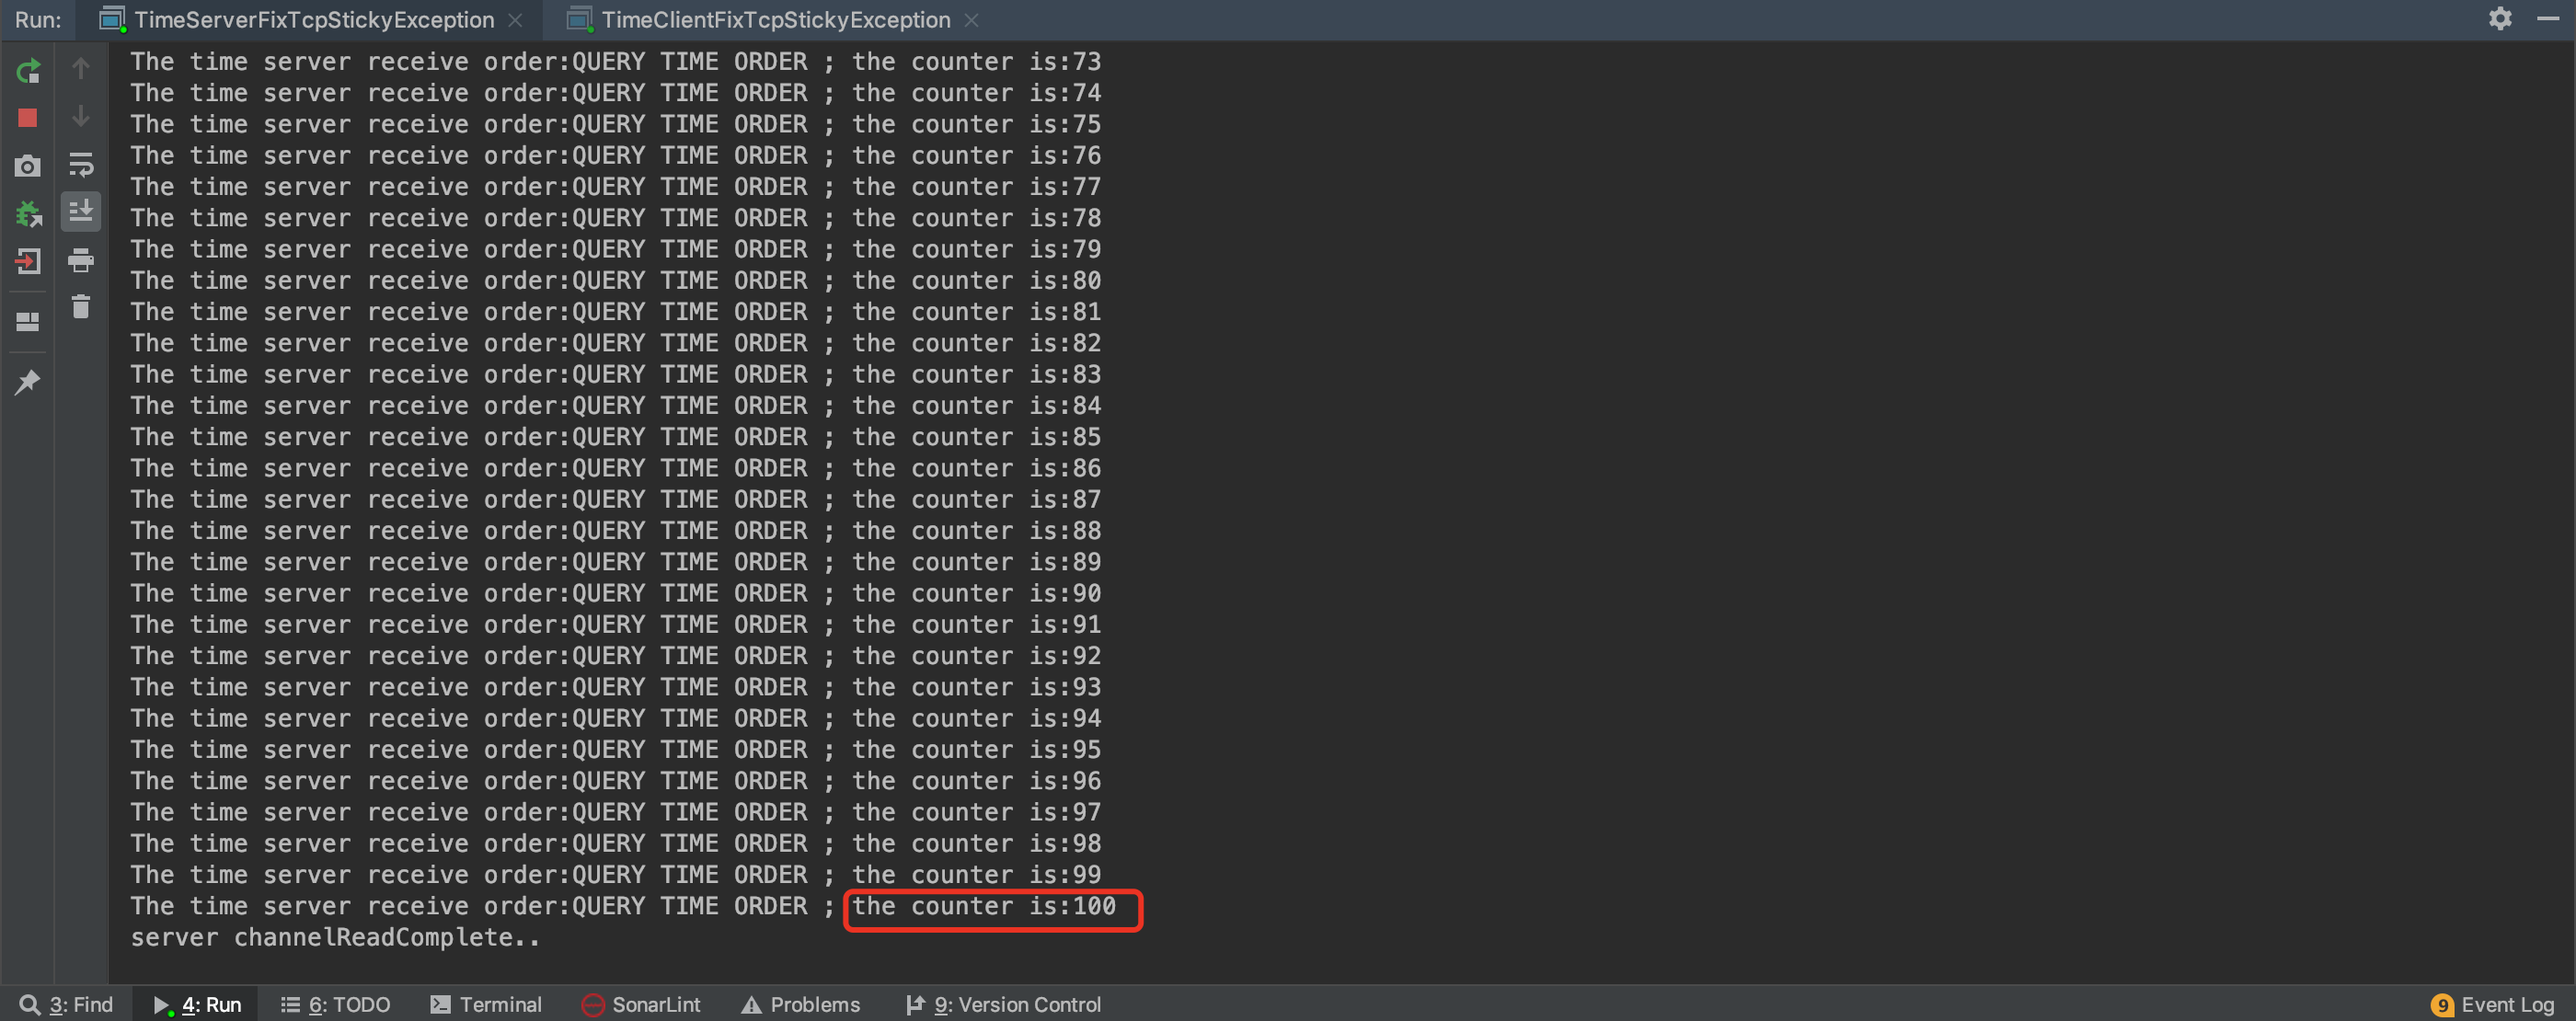 Run: TimeServerFixTcpStickyException TimeClientFixTcpStickyException
The time server receive order:QUERY TIME ORDER ; the counter is:73
The time server receive order:QUERY TIME ORDER ; the counter is:74
The time server receive order:QUERY TIME ORDER ; the counter is:75
The time server receive order:QUERY TIME ORDER ; the counter is:76
The time server receive order:QUERY TIME ORDER ; the counter is:77
The time server receive order:QUERY TIME ORDER ; the counter is:78
The time server receive order:QUERY TIME ORDER ; the counter is:79
The time server receive order:QUERY TIME ORDER ; the counter is:80
The time server receive order:QUERY TIME ORDER ; the counter is:81
The time server receive order:QUERY TIME ORDER ; the counter is:82
The time server receive order:QUERY TIME ORDER ; the counter is:83
The time server receive order:QUERY TIME ORDER ; the counter is:84
The time server receive order:QUERY TIME ORDER ; the counter is:85
The time server receive order:QUERY TIME ORDER ; the counter is:86
The time server receive order:QUERY TIME ORDER ; the counter is:87
The time server receive order:QUERY TIME ORDER ; the counter is:88
The time server receive order:QUERY TIME ORDER ; the counter is:89
The time server receive order:QUERY TIME ORDER ; the counter is:90
The time server receive order:QUERY TIME ORDER ; the counter is:91
The time server receive order:QUERY TIME ORDER ; the counter is:92
The time server receive order:QUERY TIME ORDER ; the counter is:93
The time server receive order:QUERY TIME ORDER ; the counter is:94
The time server receive order:QUERY TIME ORDER ; the counter is:95
The time server receive order:QUERY TIME ORDER ; the counter is:96
The time server receive order:QUERY TIME ORDER ; the counter is:97
The time server receive order:QUERY TIME ORDER ; the counter is:98
The time server receive order:QUERY TIME ORDER ; the counter is:99
The time server receive order:QUERY TIME ORDER ; the counter is:100
server channelReadComplete..
3: Find 4: Run 6: TODO Terminal SonarLint Problems 9: Version Control 9 Event Log